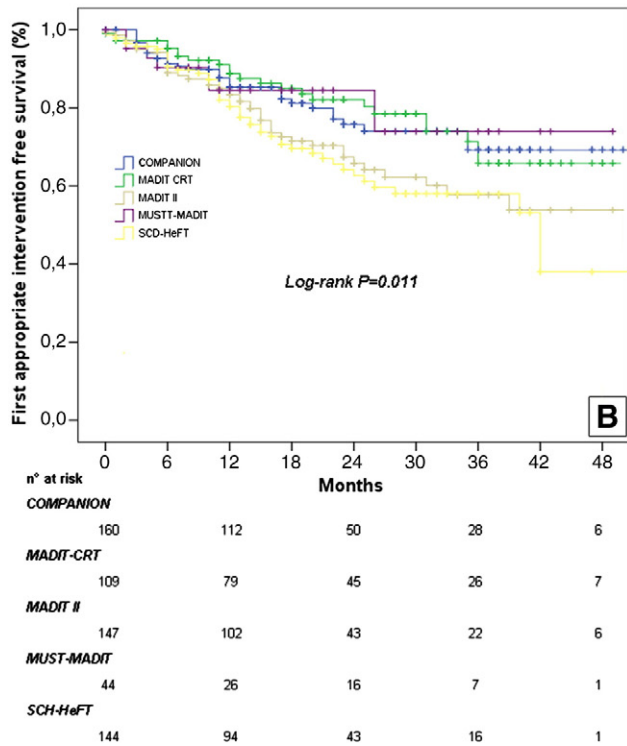 First appropriate intervention free survival (%)
1,0
0,8
0,6
0,4
0,2
0,0
COMPANION
MADIT CRT
MADIT II
MUSTT-MADIT
SCD-HeFT
Log-rank P=0.011
B
0 6 12 18 24 30 36 42 48
Months
n° at risk
COMPANION
160 112 50 28 6
MADIT-CRT
109 79 45 26 7
MADIT II
147 102 43 22 6
MUST-MADIT
44 26 16 7 1
SCH-HeFT
144 94 43 16 1